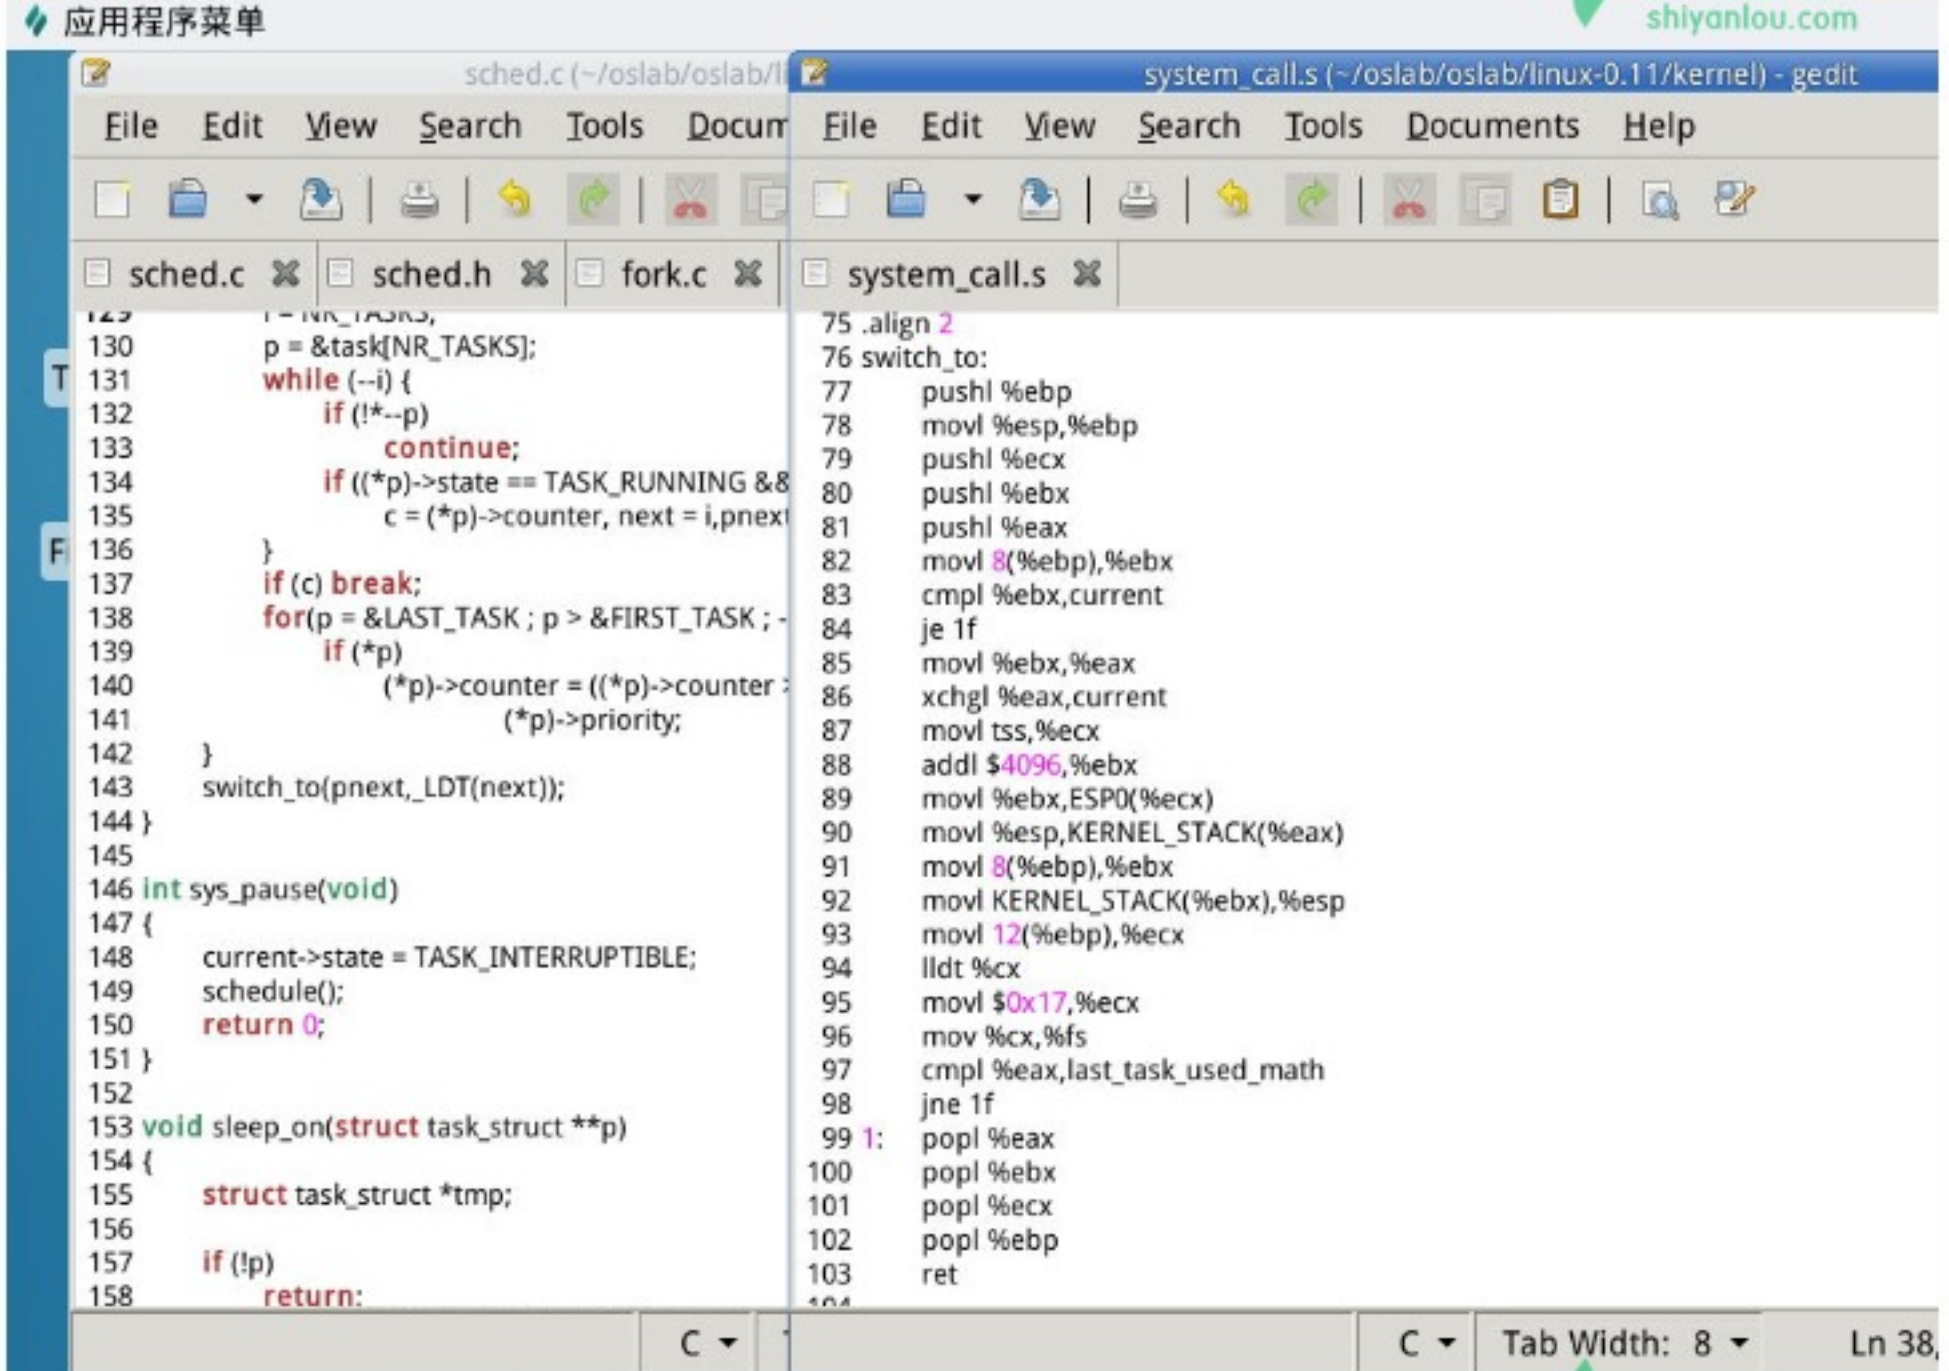 应用程序菜单
shiyanlou.com
sched.c (~/oslab/oslab/li
File Edit View Search Tools Docum
sched.c sched.h fork.c
129 i = NR_TASKS;
130 p = &task[NR_TASKS];
131 while (--i) {
132 if (!*--p)
133 continue;
134 if ((*p)->state == TASK_RUNNING &&
135 c = (*p)->counter, next = i,pnext
136 }
137 if (c) break;
138 for(p = &LAST_TASK ; p > &FIRST_TASK ; -
139 if (*p)
140 (*p)->counter = ((*p)->counter >
141 (*p)->priority;
142 }
143 switch_to(pnext,_LDT(next));
144 }
145
146 int sys_pause(void)
147 {
148 current->state = TASK_INTERRUPTIBLE;
149 schedule();
150 return 0;
151 }
152
153 void sleep_on(struct task_struct **p)
154 {
155 struct task_struct *tmp;
156
157 if (!p)
158 return;
C
system_call.s (~/oslab/oslab/linux-0.11/kernel) - gedit
File Edit View Search Tools Documents Help
system_call.s
75 .align 2
76 switch_to:
77 pushl %ebp
78 movl %esp,%ebp
79 pushl %ecx
80 pushl %ebx
81 pushl %eax
82 movl 8(%ebp),%ebx
83 cmpl %ebx,current
84 je 1f
85 movl %ebx,%eax
86 xchgl %eax,current
87 movl tss,%ecx
88 addl $4096,%ebx
89 movl %ebx,ESP0(%ecx)
90 movl %esp,KERNEL_STACK(%eax)
91 movl 8(%ebp),%ebx
92 movl KERNEL_STACK(%ebx),%esp
93 movl 12(%ebp),%ecx
94 lldt %cx
95 movl $0x17,%ecx
96 mov %cx,%fs
97 cmpl %eax,last_task_used_math
98 jne 1f
99 1: popl %eax
100 popl %ebx
101 popl %ecx
102 popl %ebp
103 ret
104
C Tab Width: 8 Ln 38,
T
F